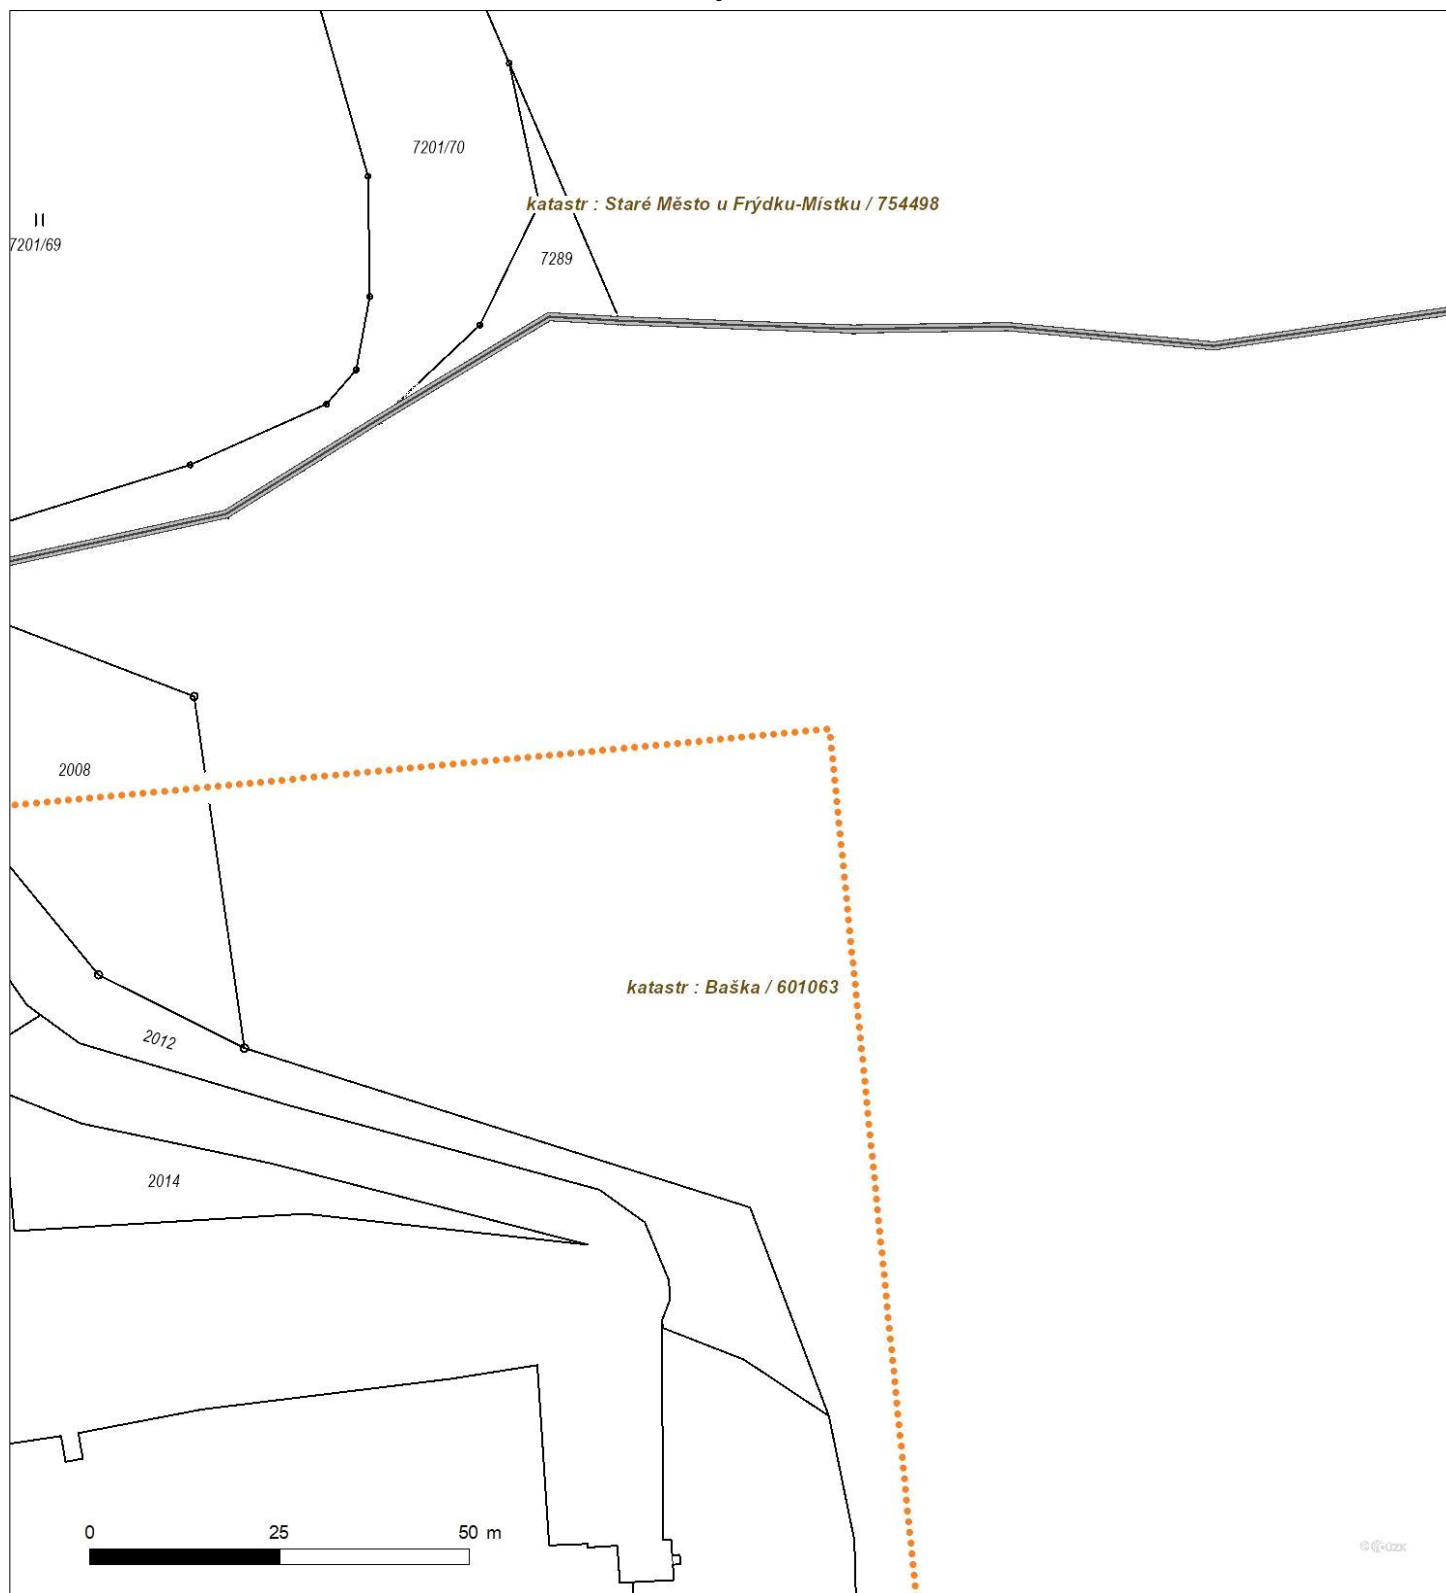 7201/70
katastr : Staré Město u Frýdku-Místku / 754498
II
7201/69
7289
2008
katastr : Baška / 601063
2012
2014
0 25 50 m
© ČÚZK